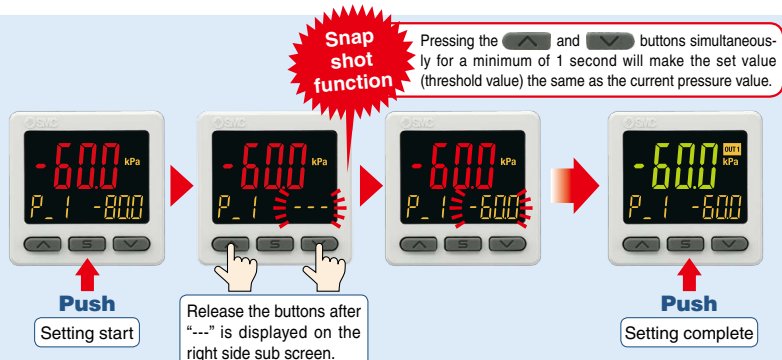 Snap
shot
function
Pressing the and buttons simultaneous-
ly for a minimum of 1 second will make the set value
(threshold value) the same as the current pressure value.
SMC
-60.0 kPa
P_1 -80.0
S
SMC
-60.0 kPa
P_1 ---
S
SMC
-60.0 kPa
P_1 -60.0
S
SMC
OUT1
-60.0 kPa
P_1 -60.0
S
Push
Setting start
Release the buttons after
"---" is displayed on the
right side sub screen.
Push
Setting complete